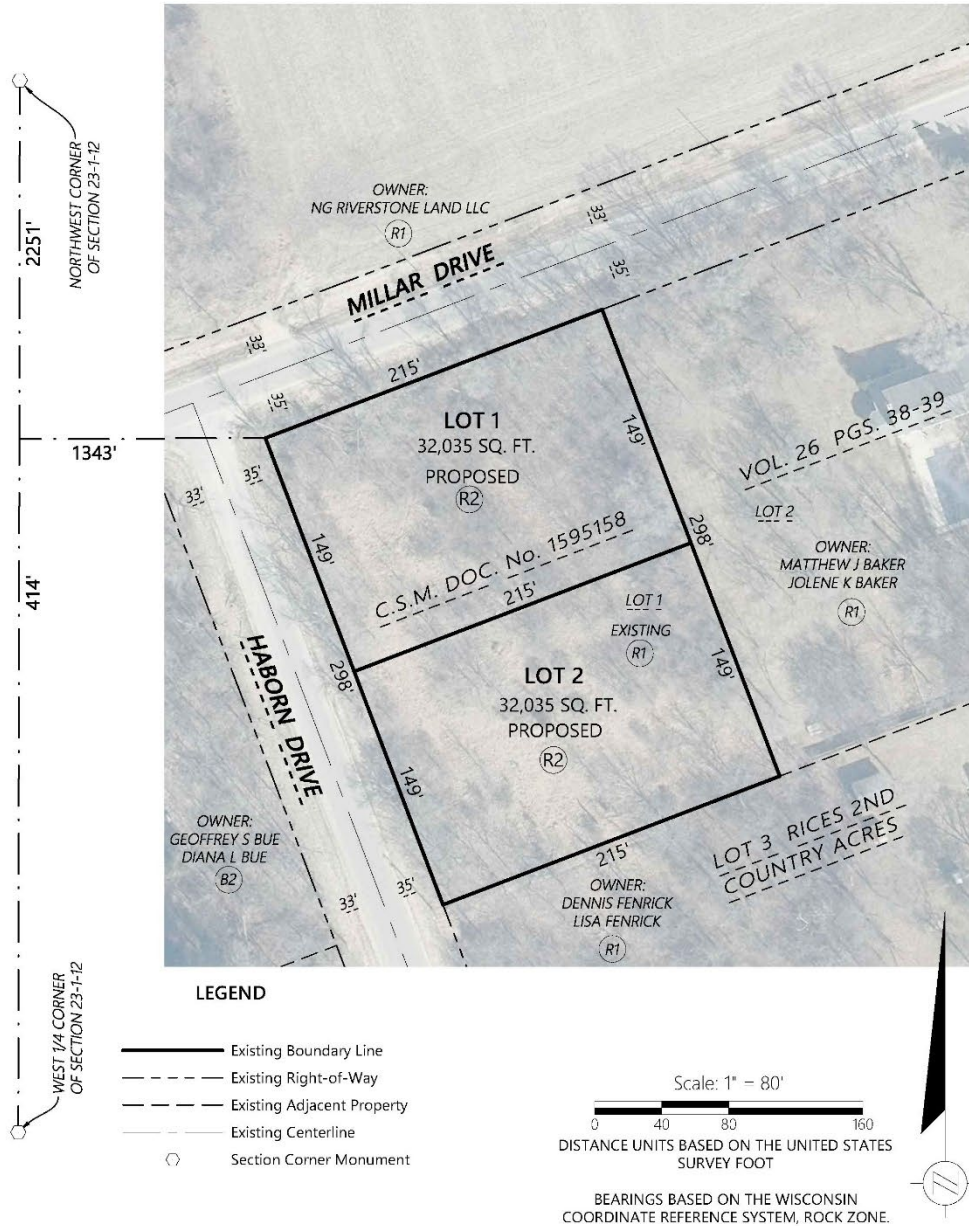 2251'
NORTHWEST CORNER
OF SECTION 23-1-12
OWNER:
NG RIVERSTONE LAND LLC
R1
33'
35'
MILLAR DRIVE
33'
35'
215'
1343'
35'
33'
LOT 1
32,035 SQ. FT.
PROPOSED
R2
149'
149'
298'
C.S.M. DOC. No. 1595158
215'
VOL. 26 PGS. 38-39
LOT 2
OWNER:
MATTHEW J BAKER
JOLENE K BAKER
R1
414'
HABORN DRIVE
298'
LOT 1
EXISTING
R1
LOT 2
32,035 SQ. FT.
PROPOSED
R2
149'
149'
215'
OWNER:
GEOFFREY S BUE
DIANA L BUE
B2
33'
35'
OWNER:
DENNIS FENRICK
LISA FENRICK
R1
LOT 3 RICES 2ND
COUNTRY ACRES
WEST 1/4 CORNER
OF SECTION 23-1-12
LEGEND
Existing Boundary Line
Existing Right-of-Way
Existing Adjacent Property
Existing Centerline
Section Corner Monument
Scale: 1" = 80'
0 40 80 160
DISTANCE UNITS BASED ON THE UNITED STATES
SURVEY FOOT
BEARINGS BASED ON THE WISCONSIN
COORDINATE REFERENCE SYSTEM, ROCK ZONE.
N